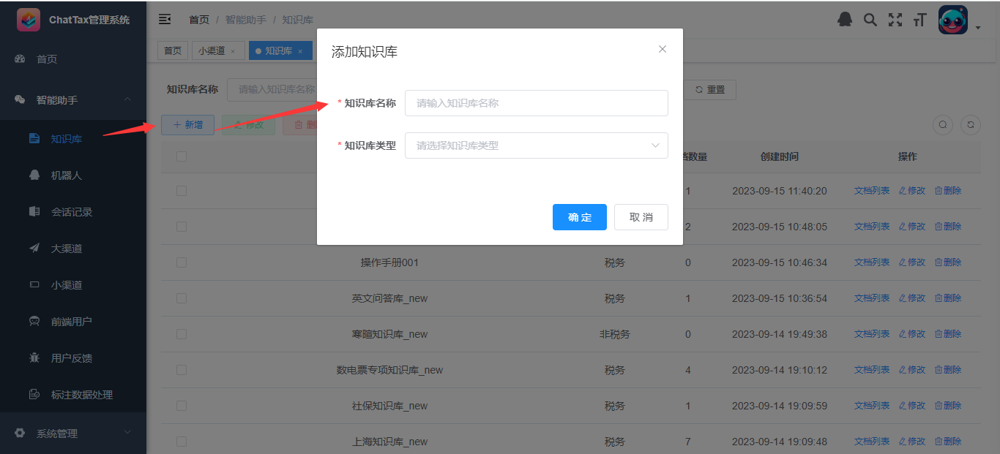 ChatTax管理系统
首页 / 智能助手 / 知识库
首页
智能助手
知识库
机器人
会话记录
大渠道
小渠道
前端用户
用户反馈
标注数据处理
系统管理
首页 小渠道 × 知识库 ×
知识库名称 请输入知识库名称 重置
+ 新增 修改
添加知识库
* 知识库名称 请输入知识库名称
* 知识库类型 请选择知识库类型
确 定 取 消
数量 创建时间 操作
1 2023-09-15 11:40:20 文档列表 修改 删除
2 2023-09-15 10:48:05 文档列表 修改 删除
操作手册001 税务 0 2023-09-15 10:46:34 文档列表 修改 删除
英文问答库_new 税务 1 2023-09-15 10:36:54 文档列表 修改 删除
寒暄知识库_new 非税务 0 2023-09-14 19:49:38 文档列表 修改 删除
数电票专项知识库_new 税务 4 2023-09-14 19:10:12 文档列表 修改 删除
社保知识库_new 税务 1 2023-09-14 19:09:59 文档列表 修改 删除
上海知识库_new 税务 7 2023-09-14 19:09:48 文档列表 修改 删除